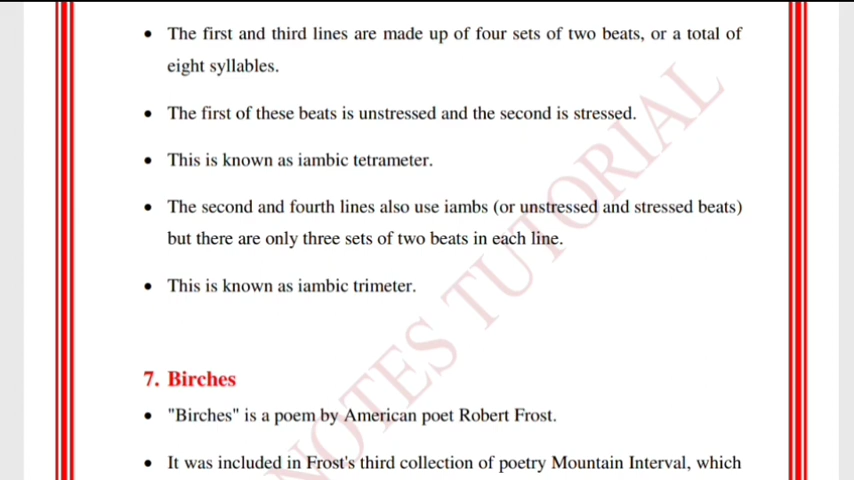 • The first and third lines are made up of four sets of two beats, or a total of
eight syllables.
• The first of these beats is unstressed and the second is stressed.
• This is known as iambic tetrameter.
• The second and fourth lines also use iambs (or unstressed and stressed beats)
but there are only three sets of two beats in each line.
• This is known as iambic trimeter.
7. Birches
• "Birches" is a poem by American poet Robert Frost.
• It was included in Frost's third collection of poetry Mountain Interval, which
NOTES TUTORIAL